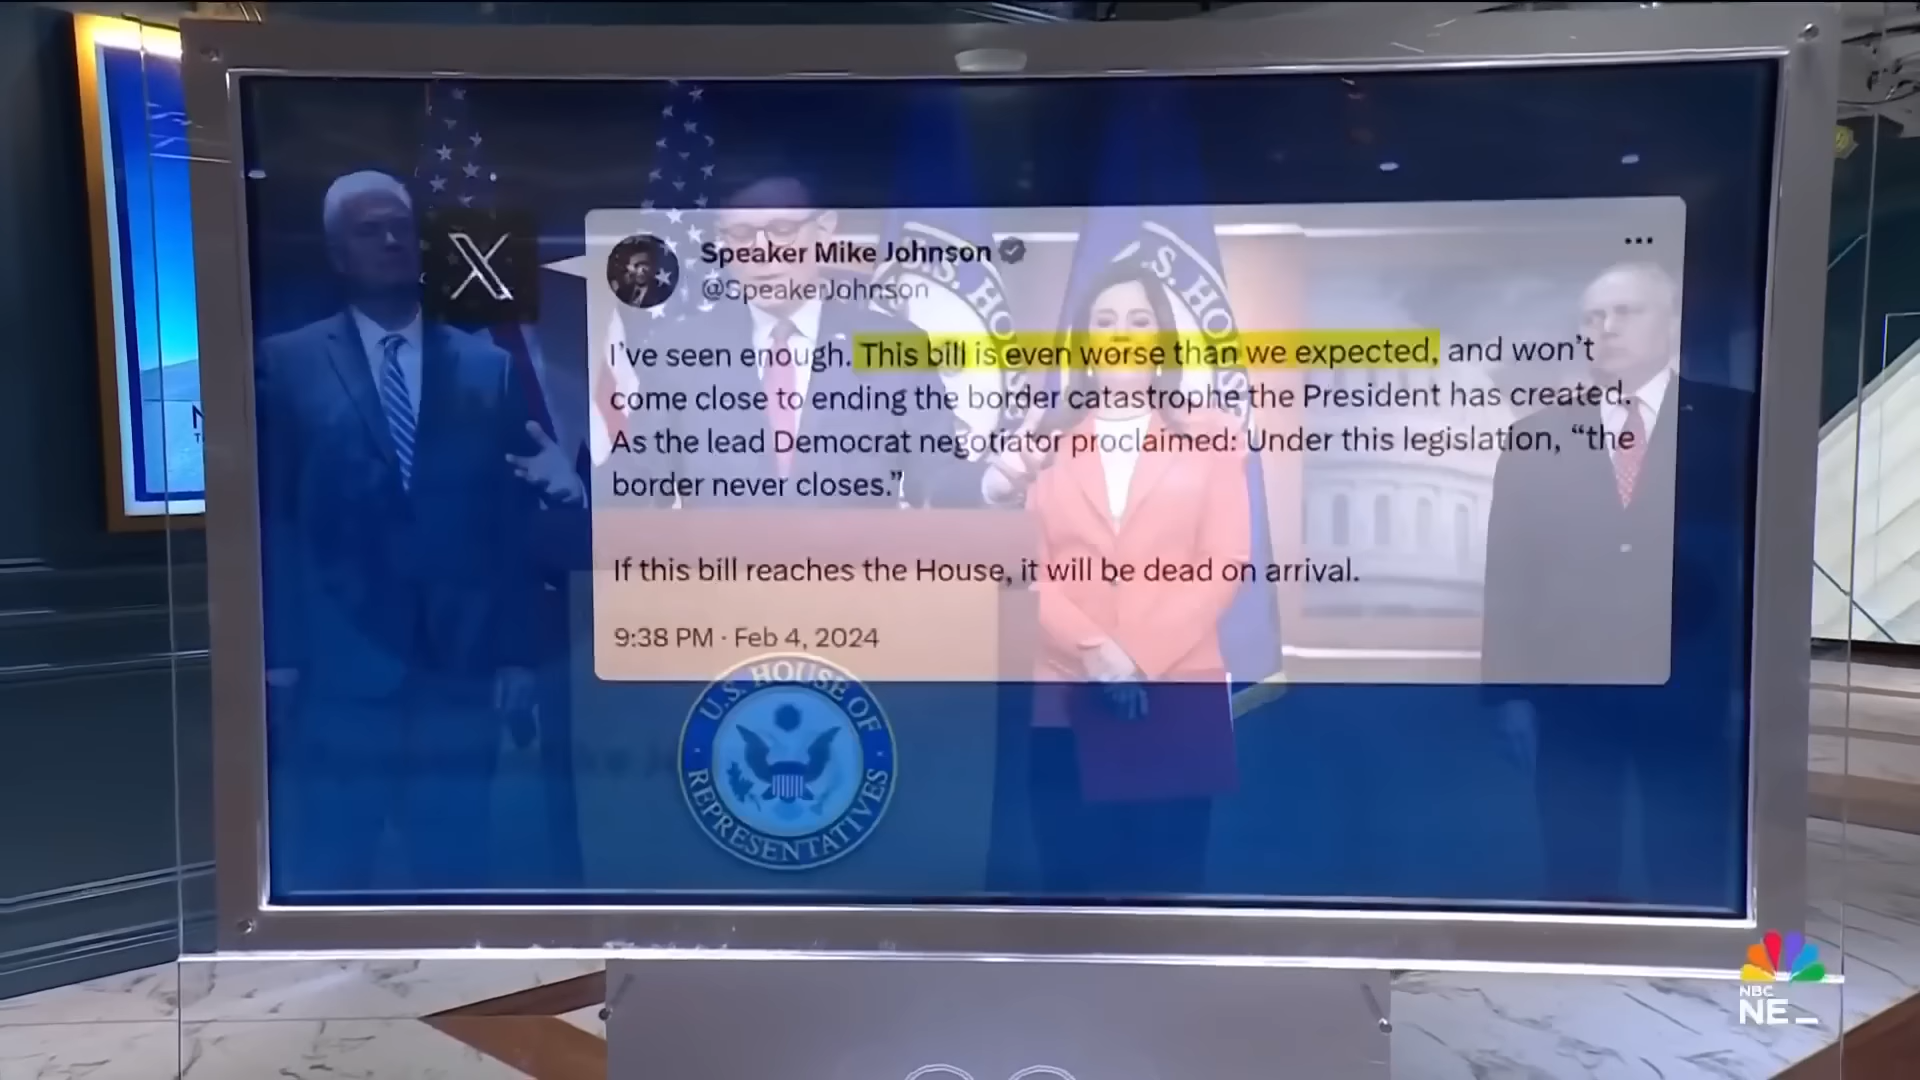 Speaker Mike Johnson
@SpeakerJohnson
I've seen enough. This bill is even worse than we expected, and won't
come close to ending the border catastrophe the President has created.
As the lead Democrat negotiator proclaimed: Under this legislation, “the
border never closes.”
If this bill reaches the House, it will be dead on arrival.
9:38 PM · Feb 4, 2024
U.S. HOUSE OF
REPRESENTATIVES
NBC
NE